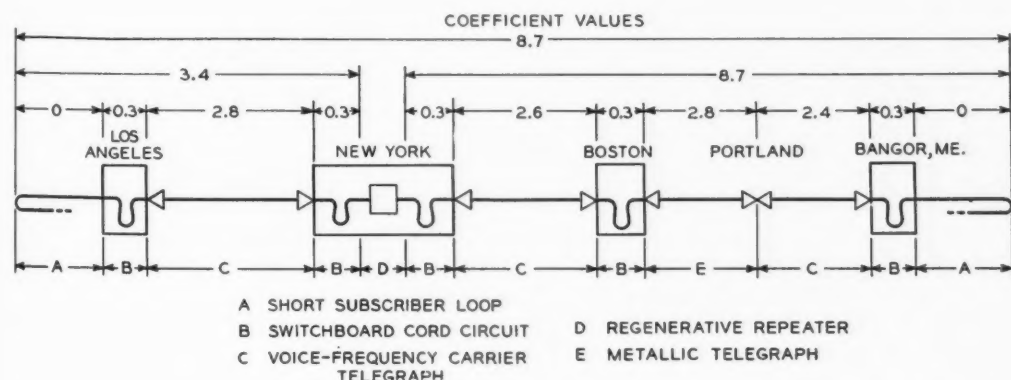 COEFFICIENT VALUES
8.7
3.4 8.7
0 0.3 2.8 0.3 0.3 2.6 0.3 2.8 2.4 0.3 0
LOS
ANGELES NEW YORK BOSTON PORTLAND BANGOR, ME.
A B C B D B C B E C B A
A SHORT SUBSCRIBER LOOP
B SWITCHBOARD CORD CIRCUIT D REGENERATIVE REPEATER
C VOICE-FREQUENCY CARRIER E METALLIC TELEGRAPH
TELEGRAPH